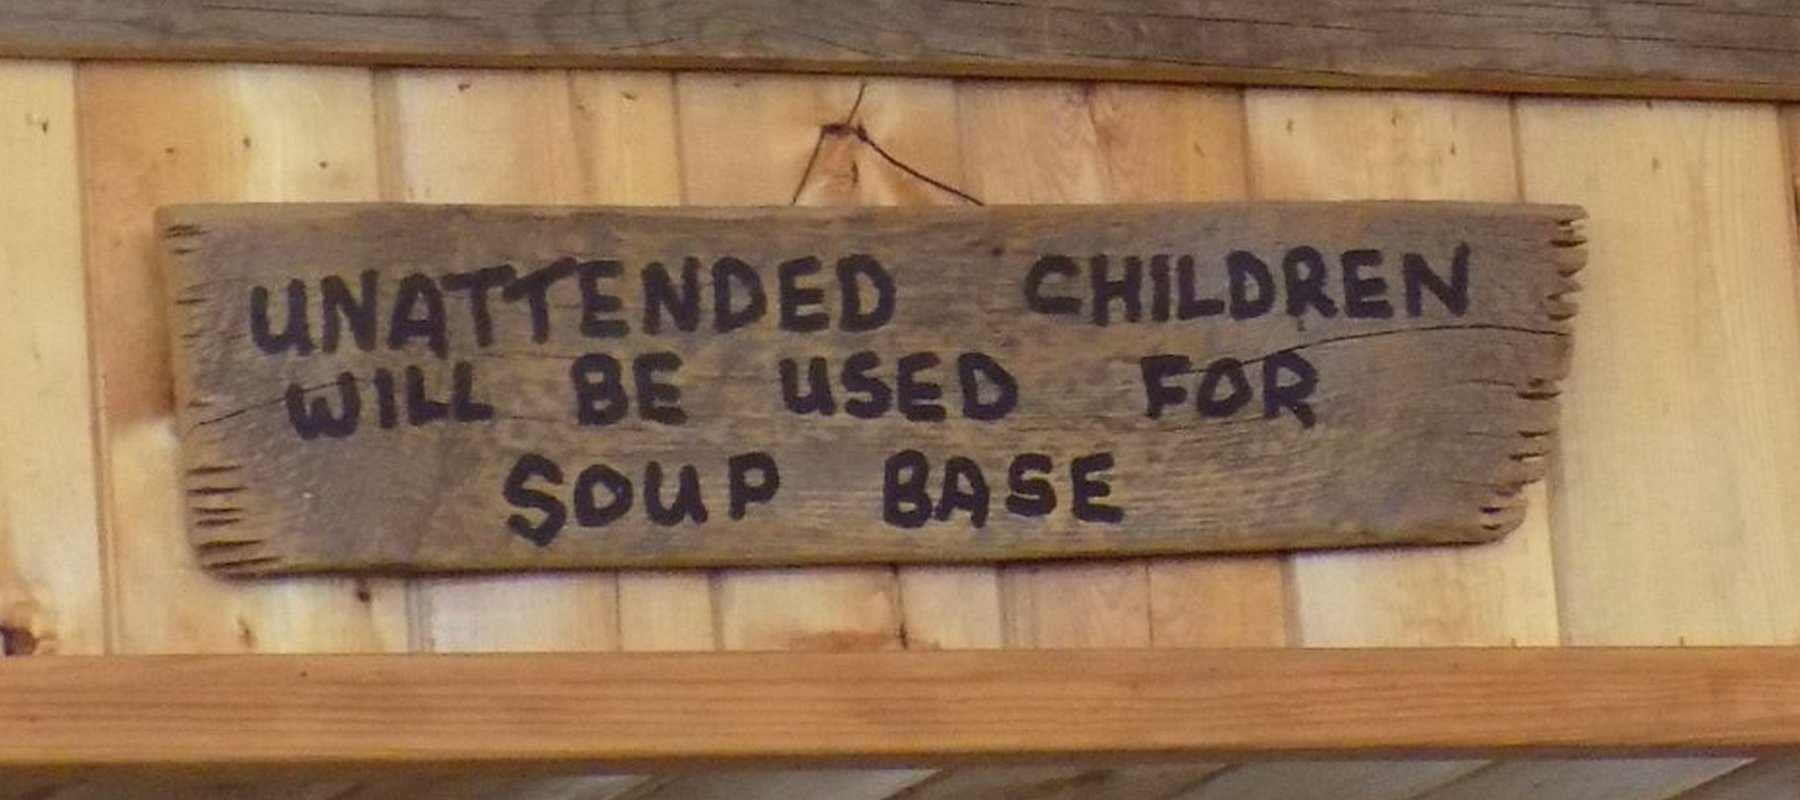 UNATTENDED CHILDREN
WILL BE USED FOR
SOUP BASE